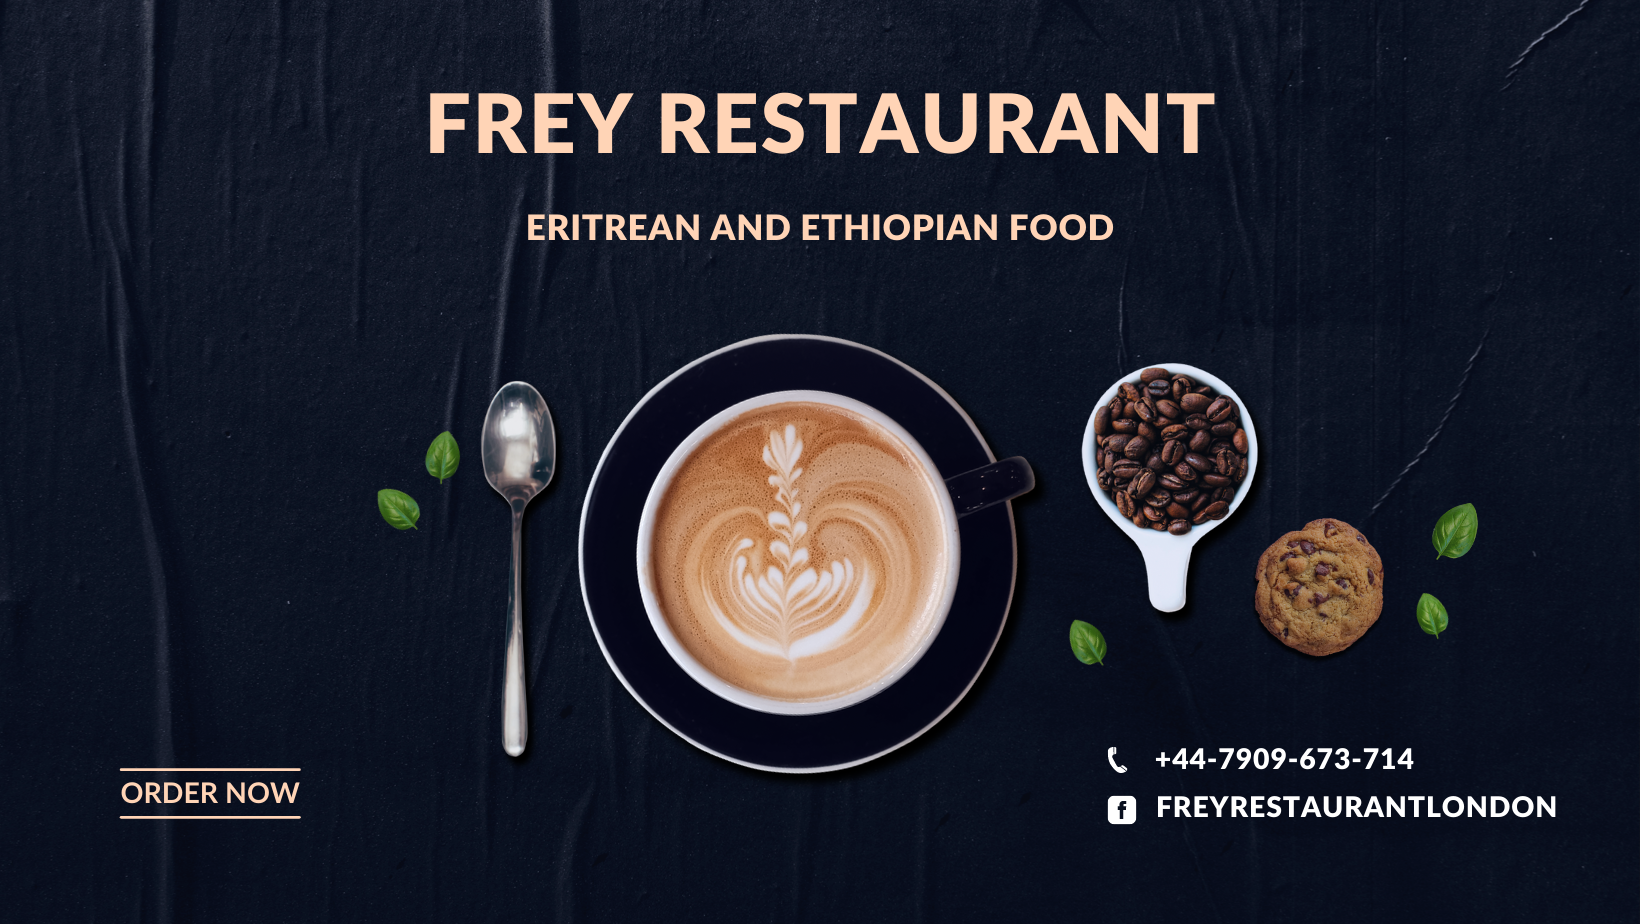 FREY RESTAURANT
ERITREAN AND ETHIOPIAN FOOD
ORDER NOW
+44-7909-673-714
FREYRESTAURANTLONDON